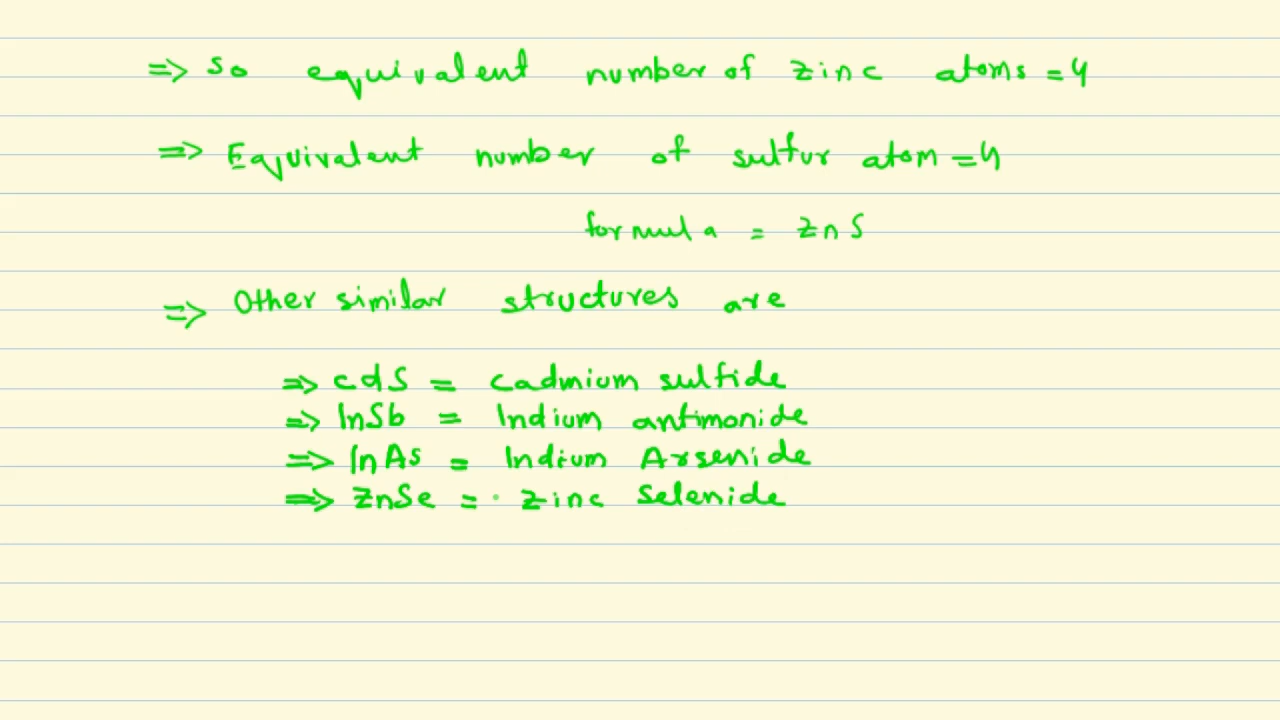 => So equivalent number of zinc atoms = 4
=> Equivalent number of sulfur atom = 4
formula = ZnS
=> Other similar structures are
=> cdS = cadmium sulfide
=> InSb = Indium antimonide
=> InAs = Indium Arsenide
=> ZnSe = zinc selenide